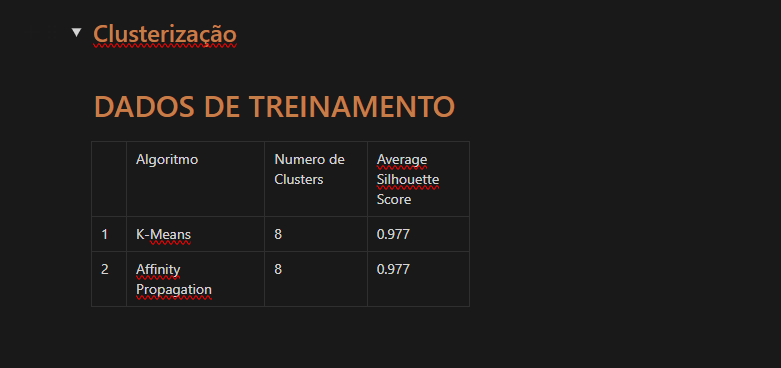 Clusterização
DADOS DE TREINAMENTO
Algoritmo
Numero de
Clusters
Average
Silhouette
Score
1
K-Means
8
0.977
2
Affinity
Propagation
8
0.977